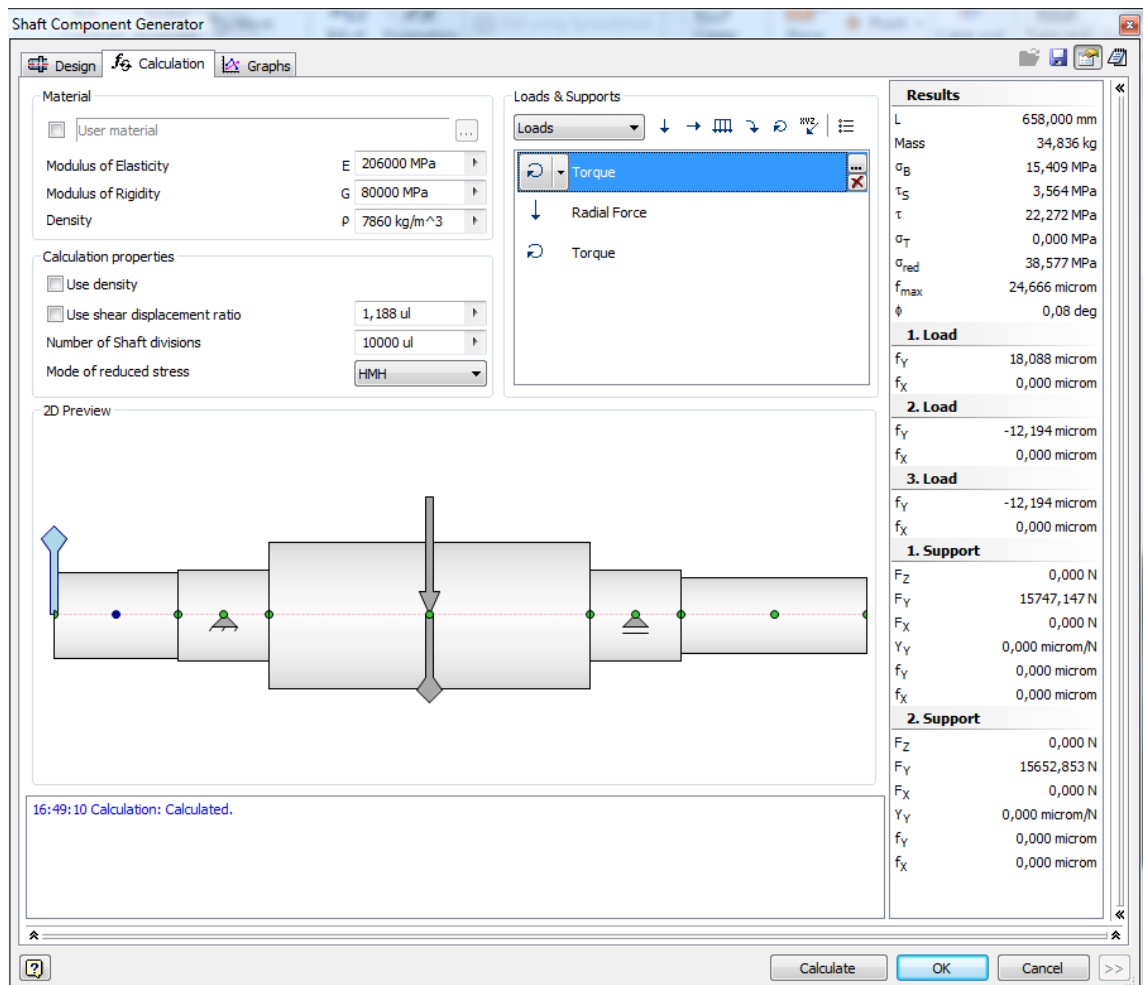 Shaft Component Generator
Design
Calculation
Graphs
Material
User material
...
Modulus of Elasticity E 206000 MPa
Modulus of Rigidity G 80000 MPa
Density ρ 7860 kg/m^3
Calculation properties
Use density
Use shear displacement ratio 1,188 ul
Number of Shaft divisions 10000 ul
Mode of reduced stress HMH
Loads & Supports
Loads
Torque
Radial Force
Torque
2D Preview
16:49:10 Calculation: Calculated.
Results
L 658,000 mm
Mass 34,836 kg
σB 15,409 MPa
τS 3,564 MPa
τ 22,272 MPa
σT 0,000 MPa
σred 38,577 MPa
fmax 24,666 microm
ϕ 0,08 deg
1. Load
fY 18,088 microm
fX 0,000 microm
2. Load
fY -12,194 microm
fX 0,000 microm
3. Load
fY -12,194 microm
fX 0,000 microm
1. Support
FZ 0,000 N
FY 15747,147 N
FX 0,000 N
YY 0,000 microm/N
fY 0,000 microm
fX 0,000 microm
2. Support
FZ 0,000 N
FY 15652,853 N
FX 0,000 N
YY 0,000 microm/N
fY 0,000 microm
fX 0,000 microm
Calculate
OK
Cancel
>>